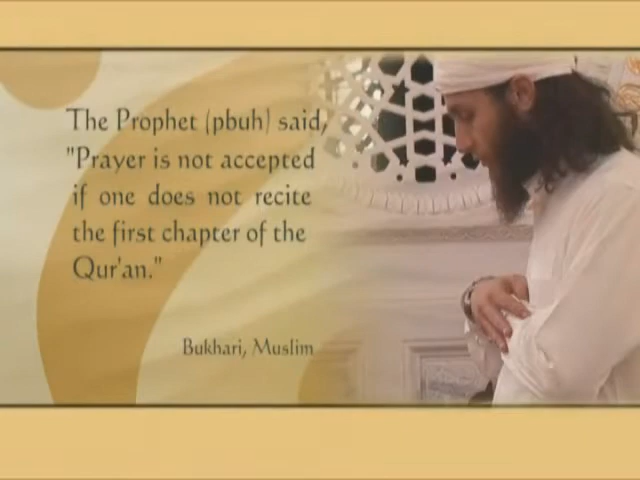 The Prophet (pbuh) said,
"Prayer is not accepted
if one does not recite
the first chapter of the
Qur'an."
Bukhari, Muslim